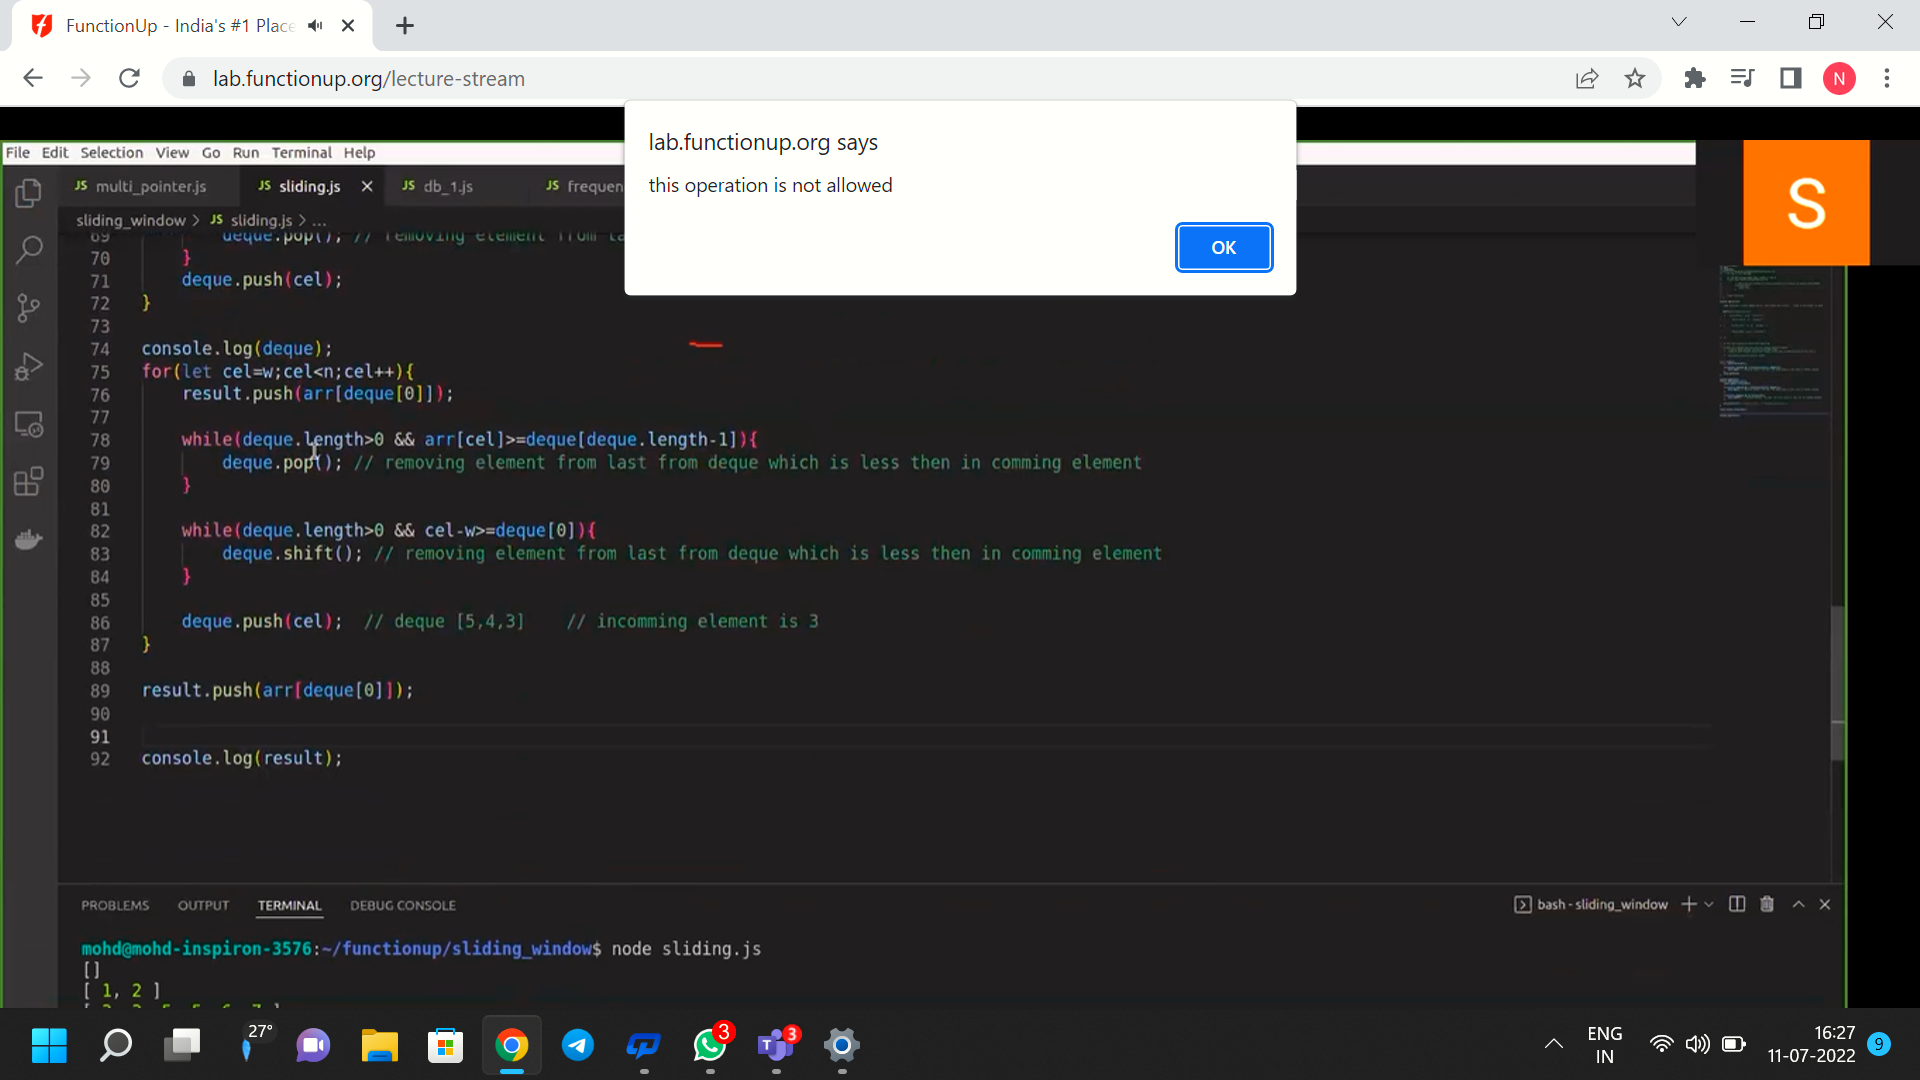 FunctionUp - India's #1 Place
lab.functionup.org/lecture-stream
N
lab.functionup.org says
this operation is not allowed
OK
File Edit Selection View Go Run Terminal Help
S
JS multi_pointer.js JS sliding.js JS db_1.js JS frequen
sliding_window > JS sliding.js > ...
69 deque.pop(); // removing element from la
70 }
71 deque.push(cel);
72 }
73
74 console.log(deque);
75 for(let cel=w;cel<n;cel++){
76 result.push(arr[deque[0]]);
77
78 while(deque.length>0 && arr[cel]>=deque[deque.length-1]){
79 deque.pop(); // removing element from last from deque which is less then in comming element
80 }
81
82 while(deque.length>0 && cel-w>=deque[0]){
83 deque.shift(); // removing element from last from deque which is less then in comming element
84 }
85
86 deque.push(cel); // deque [5,4,3] // incomming element is 3
87 }
88
89 result.push(arr[deque[0]]);
90
91
92 console.log(result);
PROBLEMS OUTPUT TERMINAL DEBUG CONSOLE bash - sliding_window
mohd@mohd-inspiron-3576:~/functionup/sliding_window$ node sliding.js
[]
[ 1, 2 ]
27° 3 3 ENG IN 16:27 11-07-2022 9